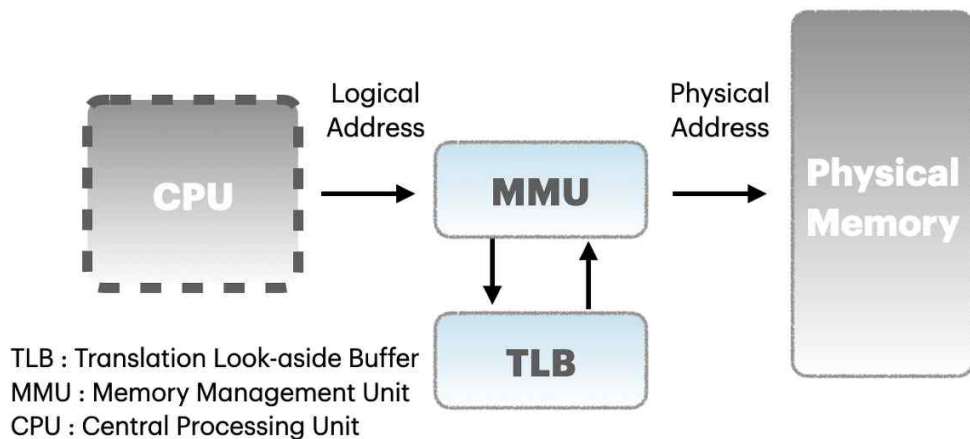 Logical
Address
Physical
Address
CPU
MMU
Physical
Memory
TLB
TLB : Translation Look-aside Buffer
MMU : Memory Management Unit
CPU : Central Processing Unit